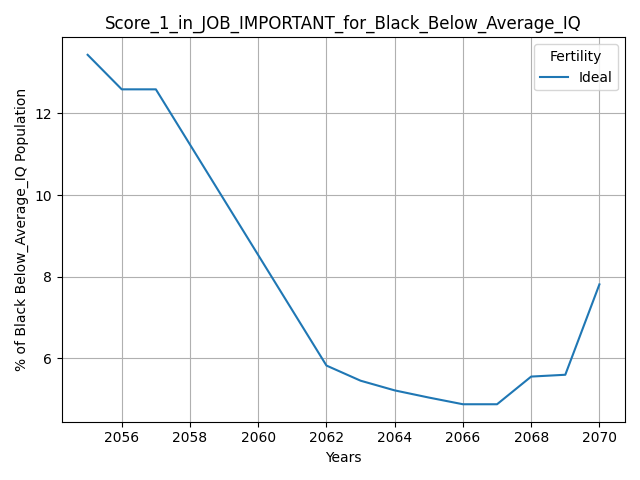 Score_1_in_JOB_IMPORTANT_for_Black_Below_Average_IQ
Fertility
Ideal
% of Black Below_Average_IQ Population
12
10
8
6
2056 2058 2060 2062 2064 2066 2068 2070
Years